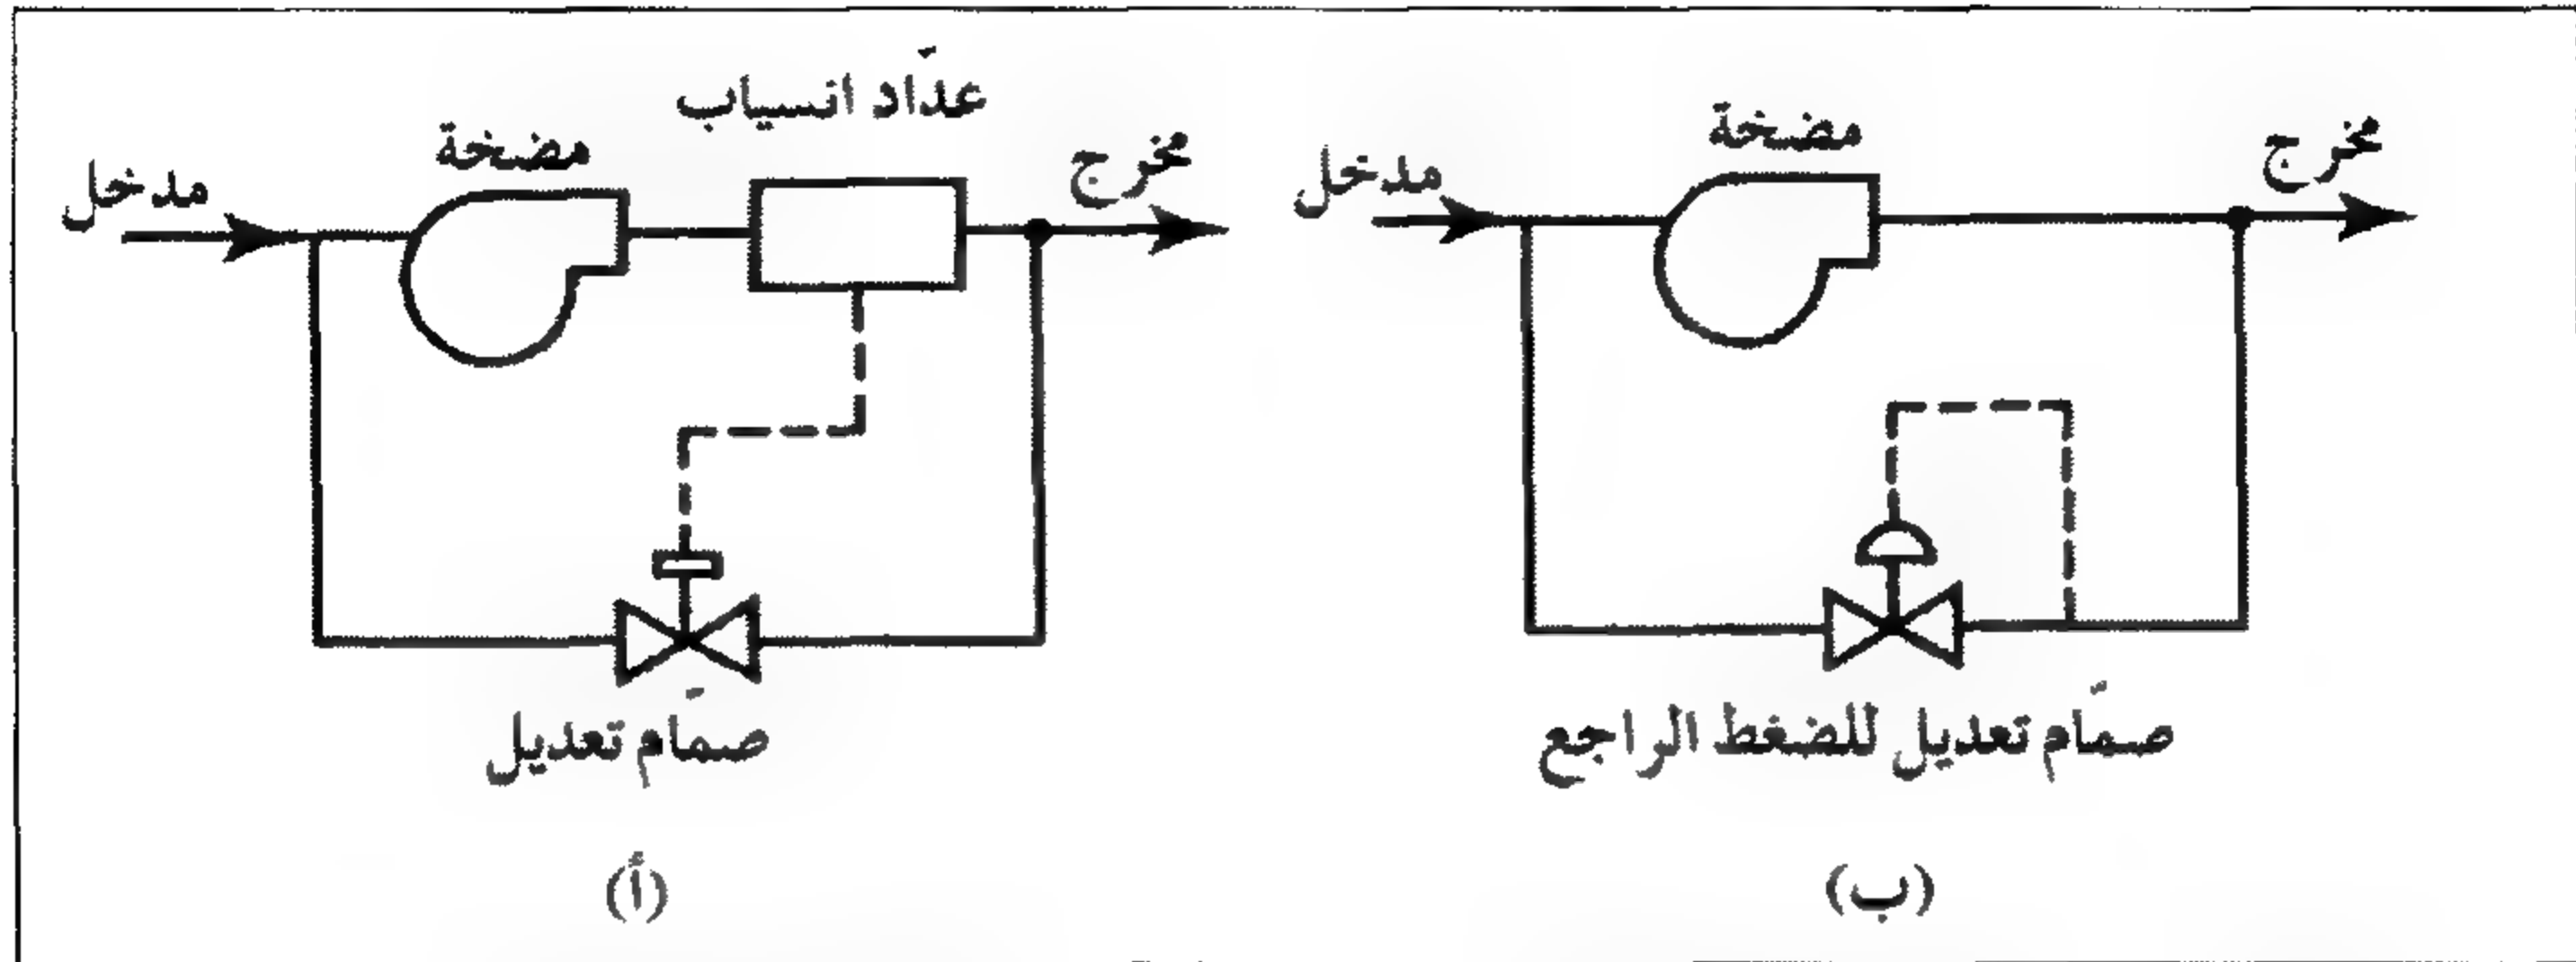 عدّاد انسياب
مضخة
مدخل
مخرج
صمّام تعديل
(أ)
مضخة
مدخل
مخرج
صمّام تعديل للضغط الراجع
(ب)